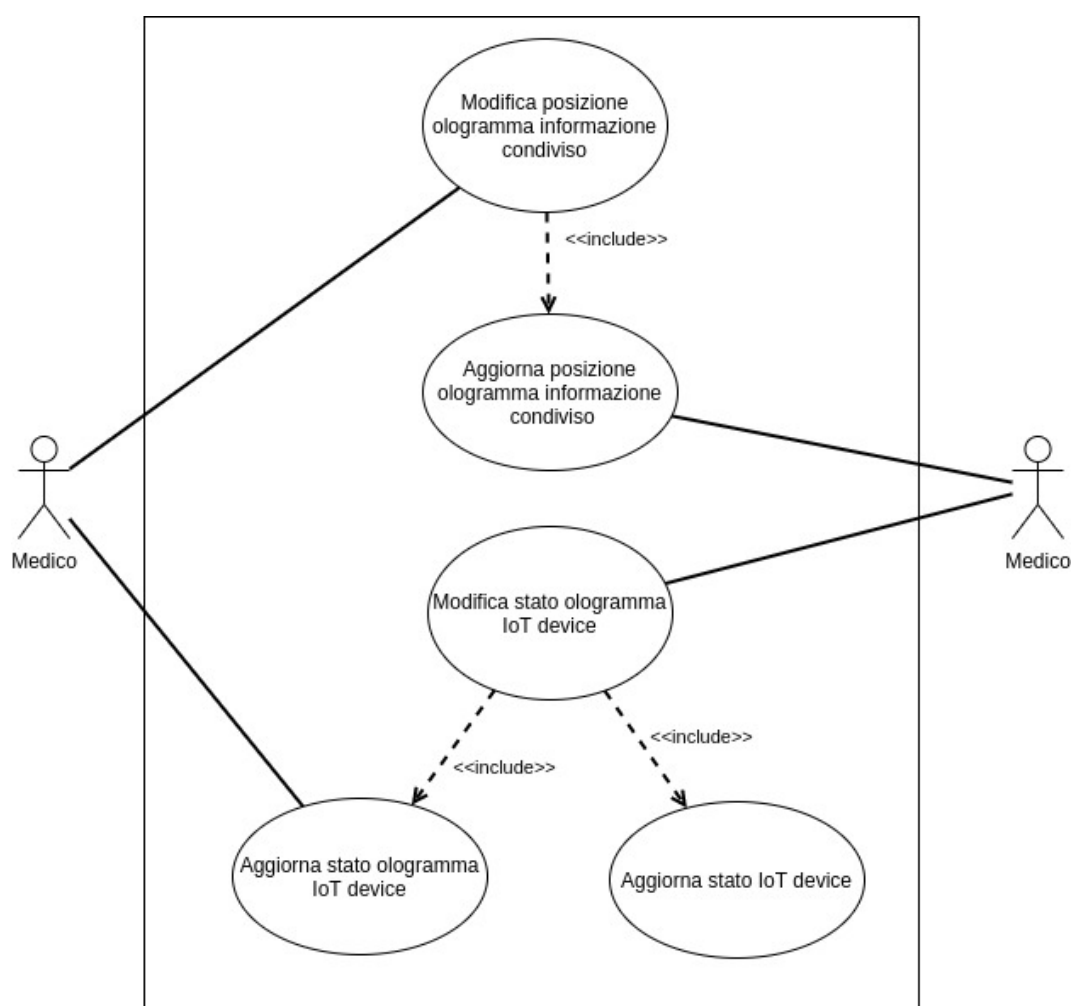 Modifica posizione
ologramma informazione
condiviso
<<include>>
Aggiorna posizione
ologramma informazione
condiviso
Medico
Medico
Modifica stato ologramma
IoT device
<<include>>
<<include>>
Aggiorna stato ologramma
IoT device
Aggiorna stato IoT device